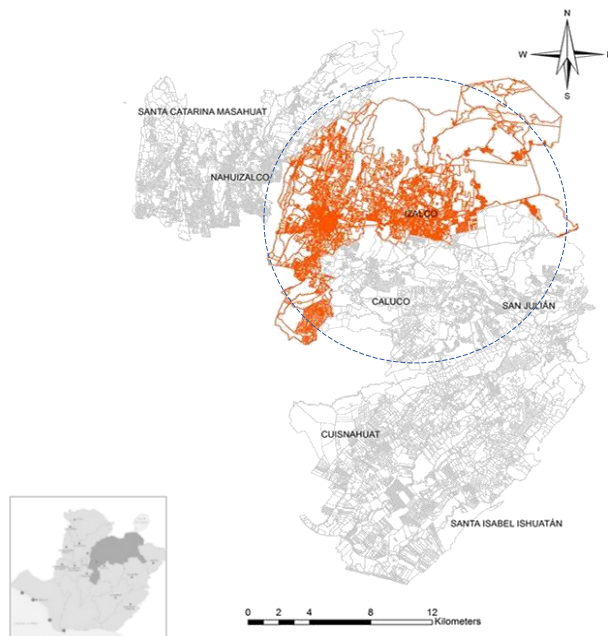 N
W
E
S
SANTA CATARINA MASAHUAT
NAHUIZALCO
IZALCO
CALUCO
SAN JULIÁN
CUISNAHUAT
SANTA ISABEL ISHUATÁN
0 2 4 8 12
Kilometers